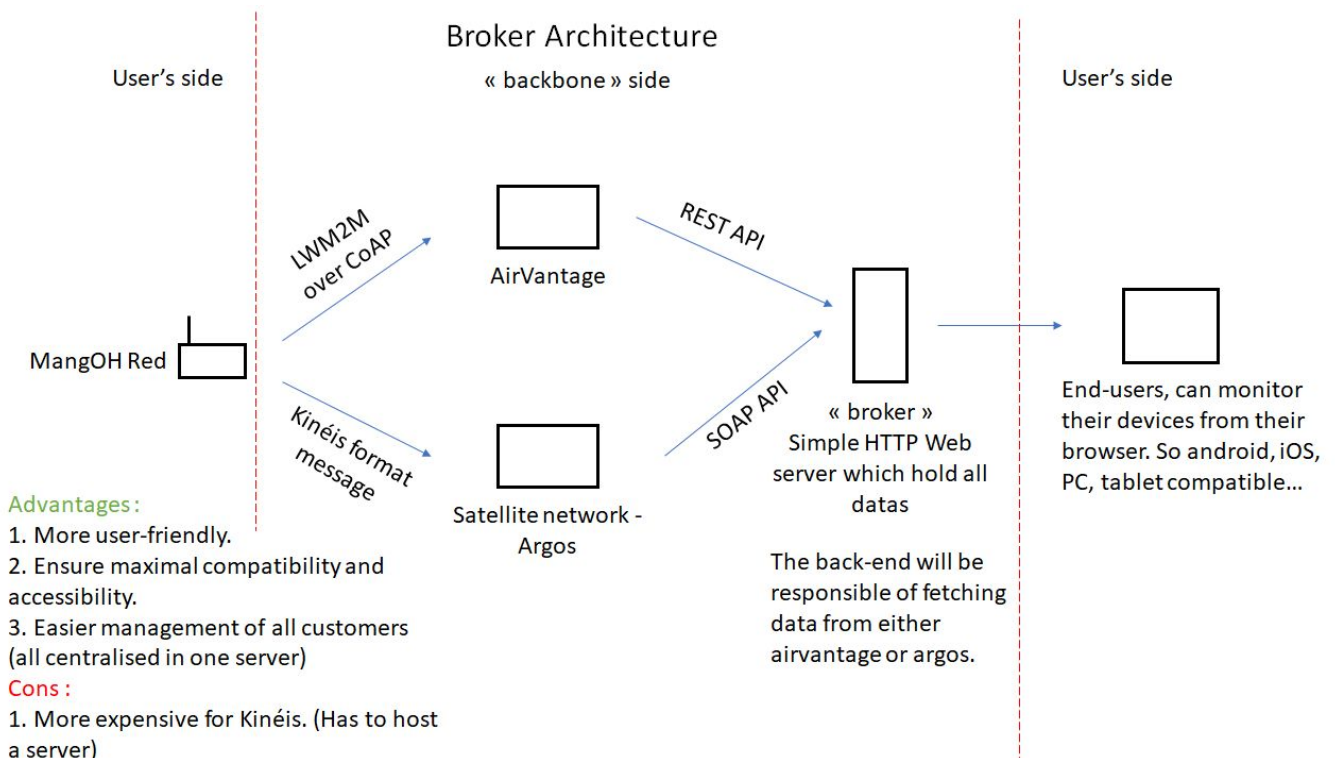 Broker Architecture
User's side
« backbone » side
User's side
LWM2M
over CoAP
REST API
AirVantage
MangOH Red
Kinéis format
message
SOAP API
Satellite network -
Argos
« broker »
Simple HTTP Web
server which hold all
datas
The back-end will be
responsible of fetching
data from either
airvantage or argos.
End-users, can monitor
their devices from their
browser. So android, iOS,
PC, tablet compatible...
Advantages :
1. More user-friendly.
2. Ensure maximal compatibility and
accessibility.
3. Easier management of all customers
(all centralised in one server)
Cons :
1. More expensive for Kinéis. (Has to host
a server)